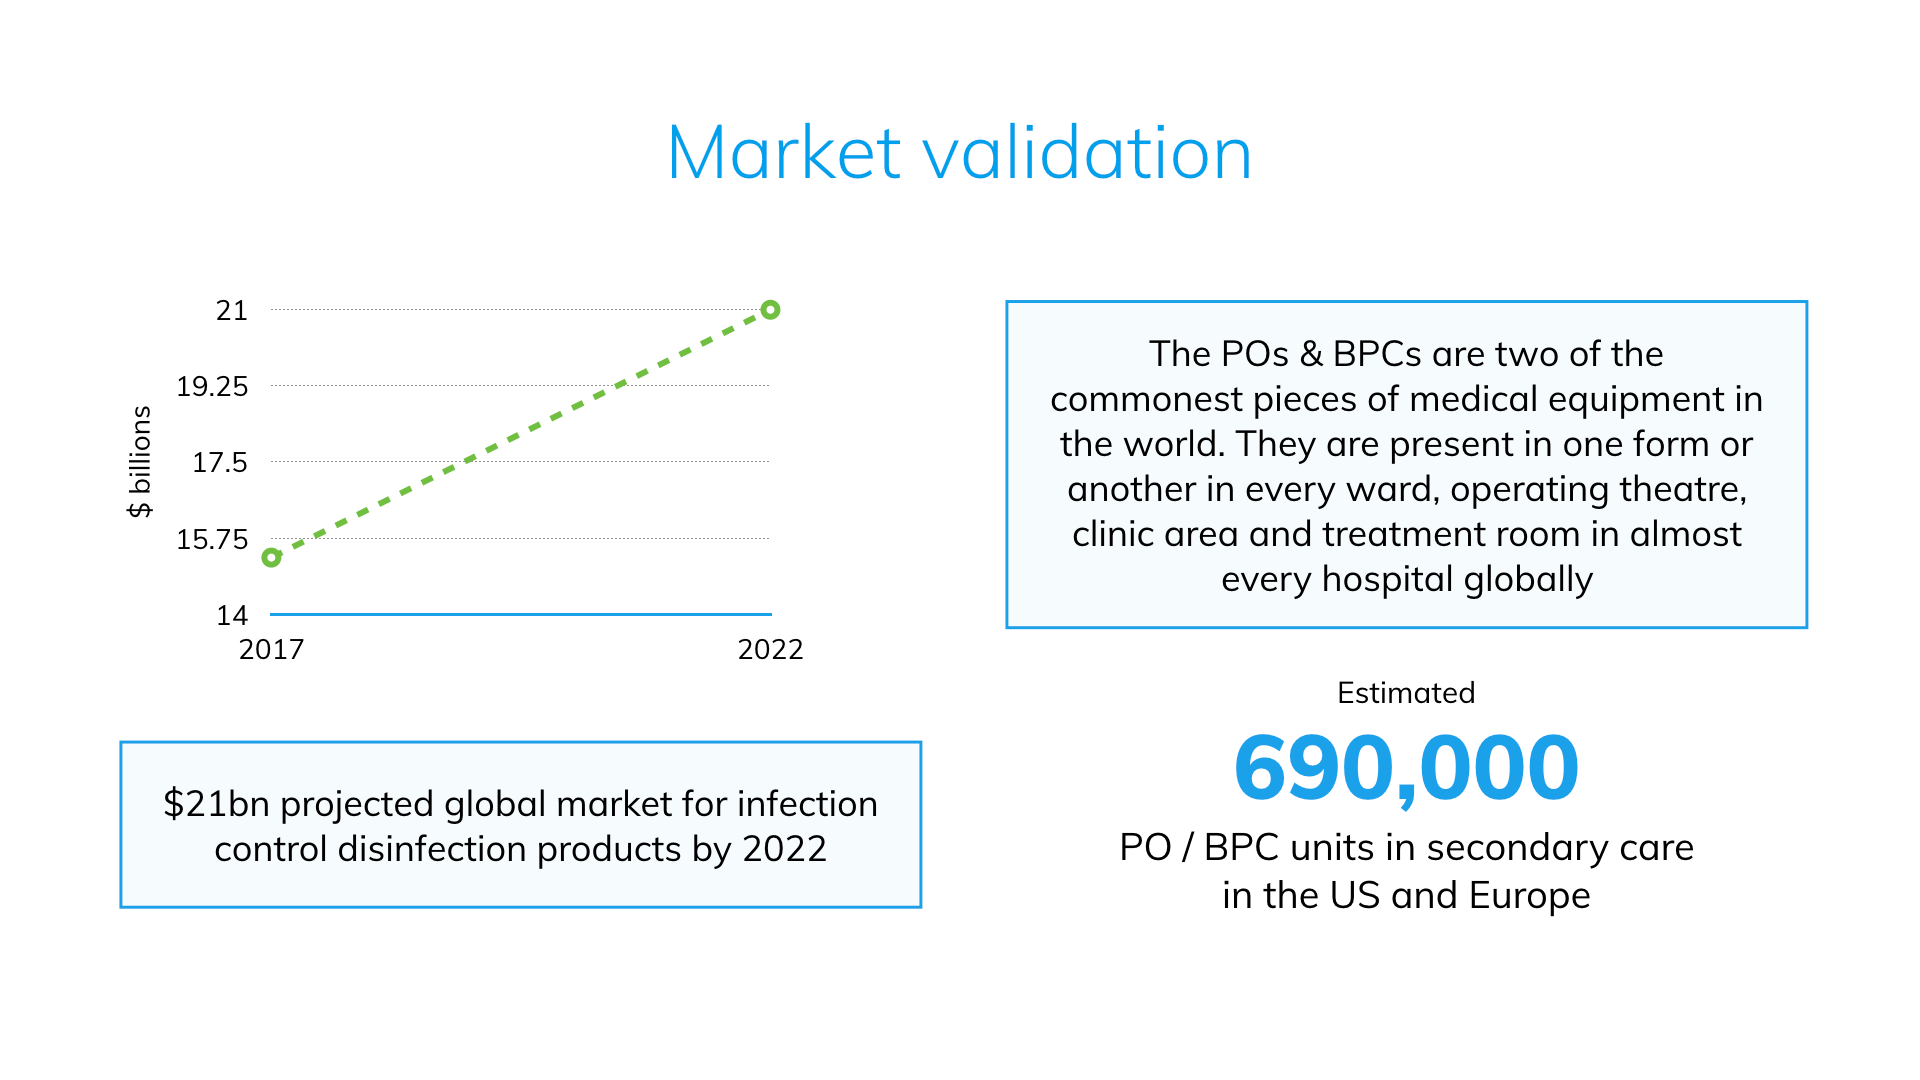 Market validation
$ billions
21
19.25
17.5
15.75
14
2017
2022
$21bn projected global market for infection
control disinfection products by 2022
The POs & BPCs are two of the
commonest pieces of medical equipment in
the world. They are present in one form or
another in every ward, operating theatre,
clinic area and treatment room in almost
every hospital globally
Estimated
690,000
PO / BPC units in secondary care
in the US and Europe